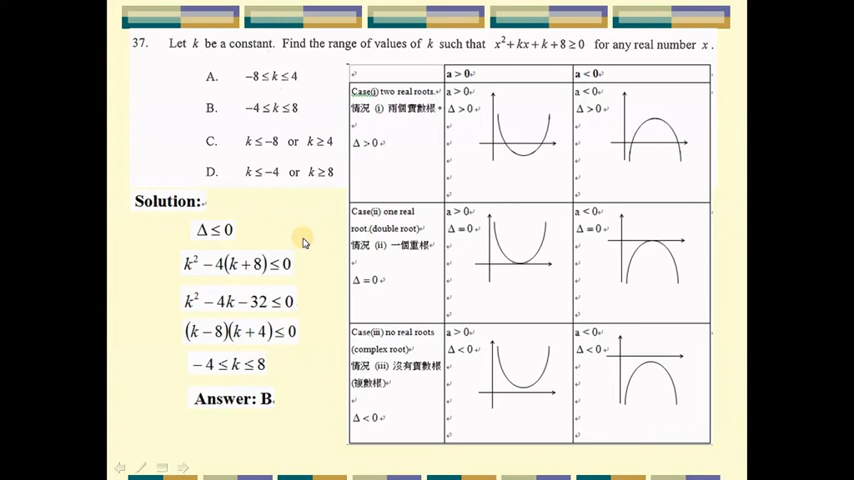 37. Let k be a constant. Find the range of values of k such that x²+kx+k+8≥0 for any real number x.
A. −8≤k≤4
B. −4≤k≤8
C. k≤−8 or k≥4
D. k≤−4 or k≥8
Solution:
Δ≤0
k²−4(k+8)≤0
k²−4k−32≤0
(k−8)(k+4)≤0
−4≤k≤8
Answer: B
a>0
a<0
Case(i) two real roots.
情況 (i) 兩個實數根。
Δ>0
a>0
Δ>0
a<0
Δ>0
Case(ii) one real
root.(double root)
情況 (ii) 一個重根
Δ=0
a>0
Δ=0
a<0
Δ=0
Case(iii) no real roots
(complex root)
情況 (iii) 沒有實數根
(複數根)
Δ<0
a>0
Δ<0
a<0
Δ<0